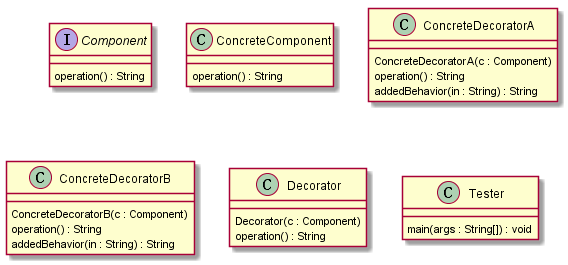 I Component
operation() : String
C ConcreteComponent
operation() : String
C ConcreteDecoratorA
ConcreteDecoratorA(c : Component)
operation() : String
addedBehavior(in : String) : String
C ConcreteDecoratorB
ConcreteDecoratorB(c : Component)
operation() : String
addedBehavior(in : String) : String
C Decorator
Decorator(c : Component)
operation() : String
C Tester
main(args : String[]) : void